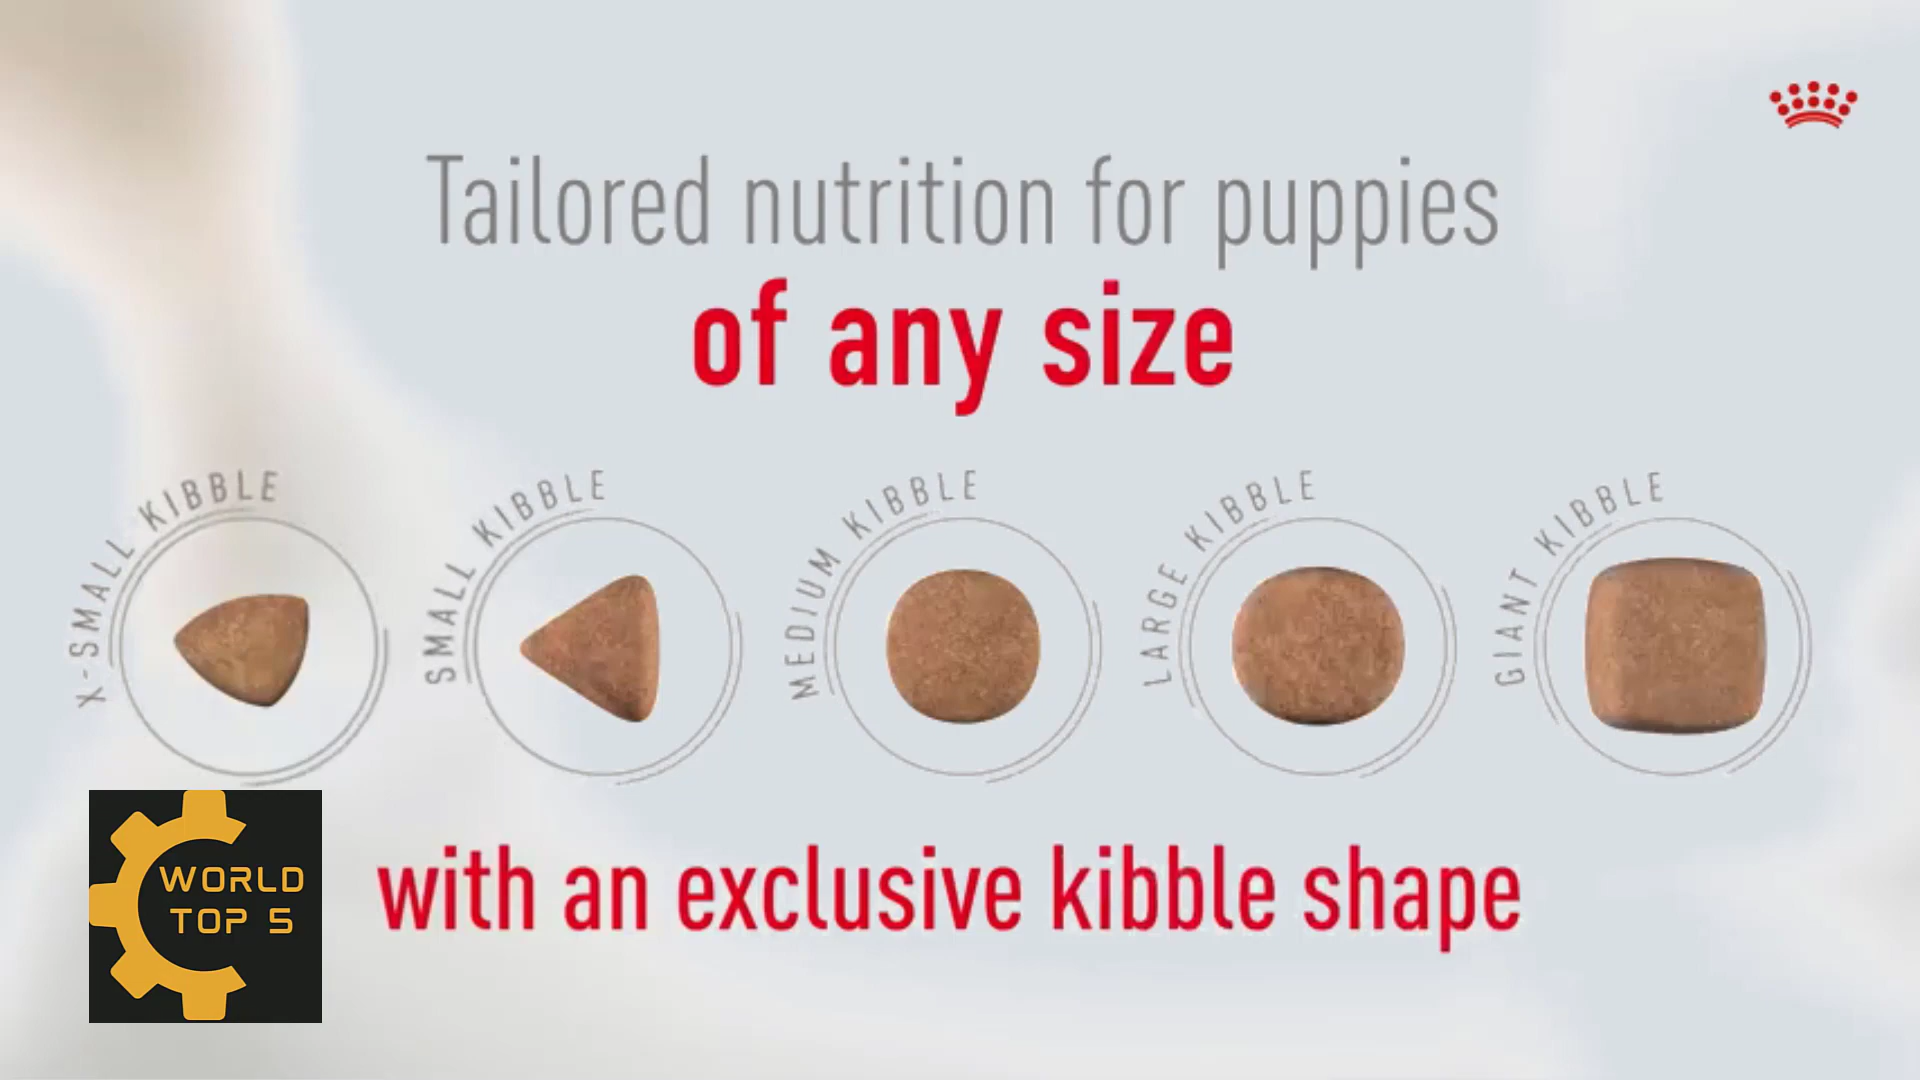 Tailored nutrition for puppies
of any size
X-SMALL KIBBLE
SMALL KIBBLE
MEDIUM KIBBLE
LARGE KIBBLE
GIANT KIBBLE
WORLD
TOP 5
with an exclusive kibble shape